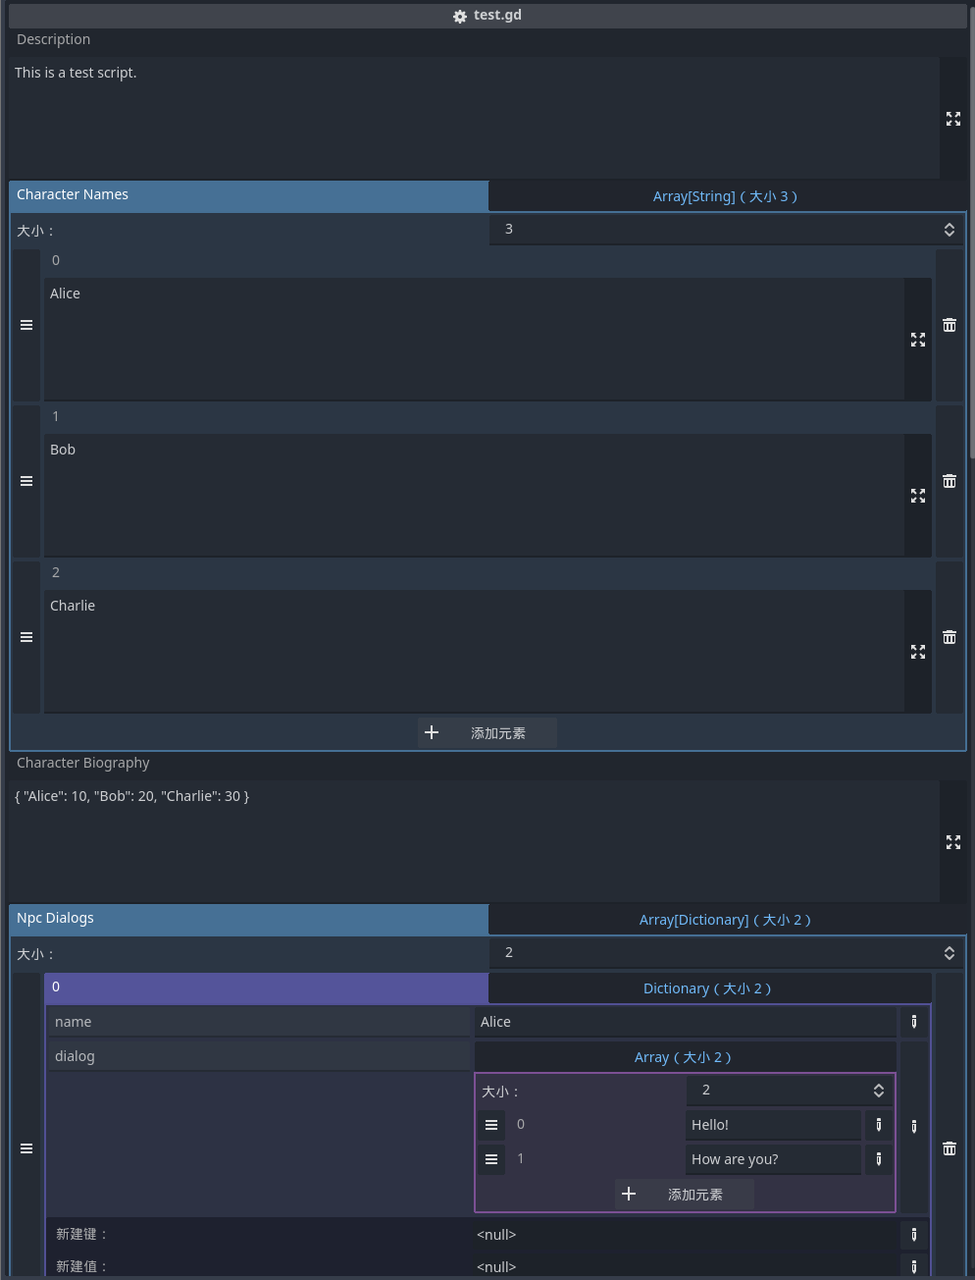 test.gd
Description
This is a test script.
Character Names
Array[String]（大小 3）
大小：
3
0
Alice
1
Bob
2
Charlie
添加元素
Character Biography
{ "Alice": 10, "Bob": 20, "Charlie": 30 }
Npc Dialogs
Array[Dictionary]（大小 2）
大小：
2
0
Dictionary（大小 2）
name
Alice
dialog
Array（大小 2）
大小：
2
0
Hello!
1
How are you?
添加元素
新建键：
<null>
新建值：
<null>